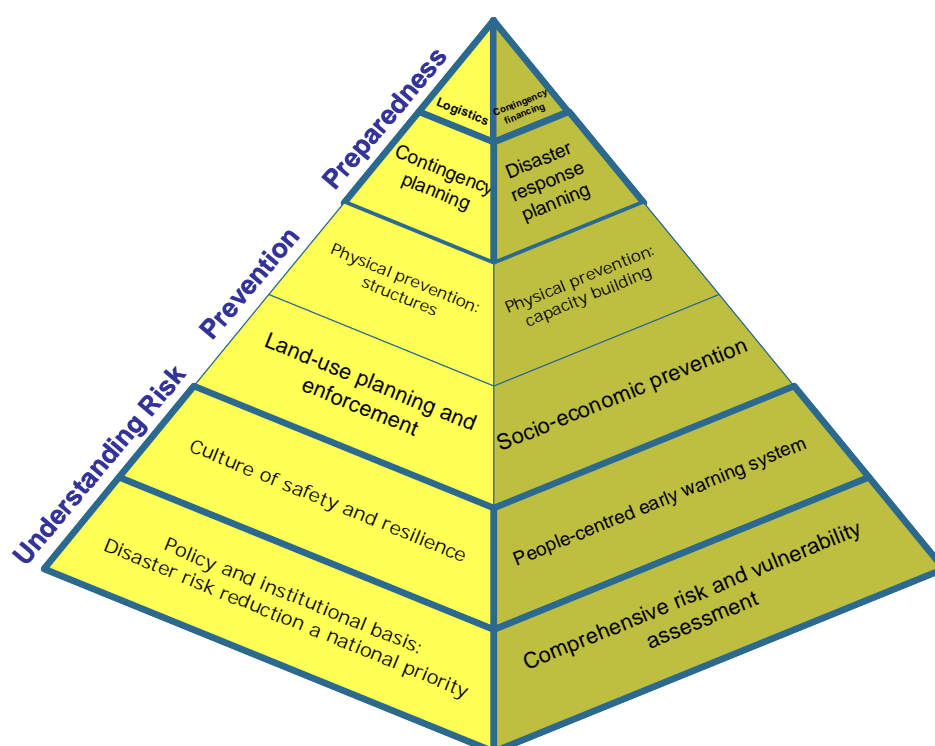 Preparedness
Logistics
Contingency
financing
Contingency
planning
Disaster
response
planning
Prevention
Physical prevention:
structures
Physical prevention:
capacity building
Land-use planning and
enforcement
Socio-economic prevention
Understanding Risk
Culture of safety and resilience
People-centred early warning system
Policy and institutional basis:
Disaster risk reduction a national priority
Comprehensive risk and vulnerability
assessment